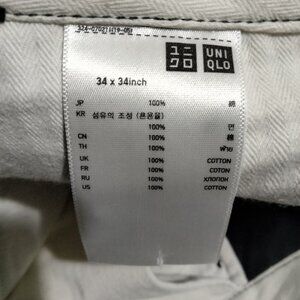 ユニ UNI
クロ QLO
34 x 34inch
JP 100% 綿
KR 섬유의 조성 (혼용율)
100% 면
CN 100% 棉
TH 100% ฝ้าย
UK 100% COTTON
FR 100% COTON
RU 100% ХЛОПОК
US 100% COTTON